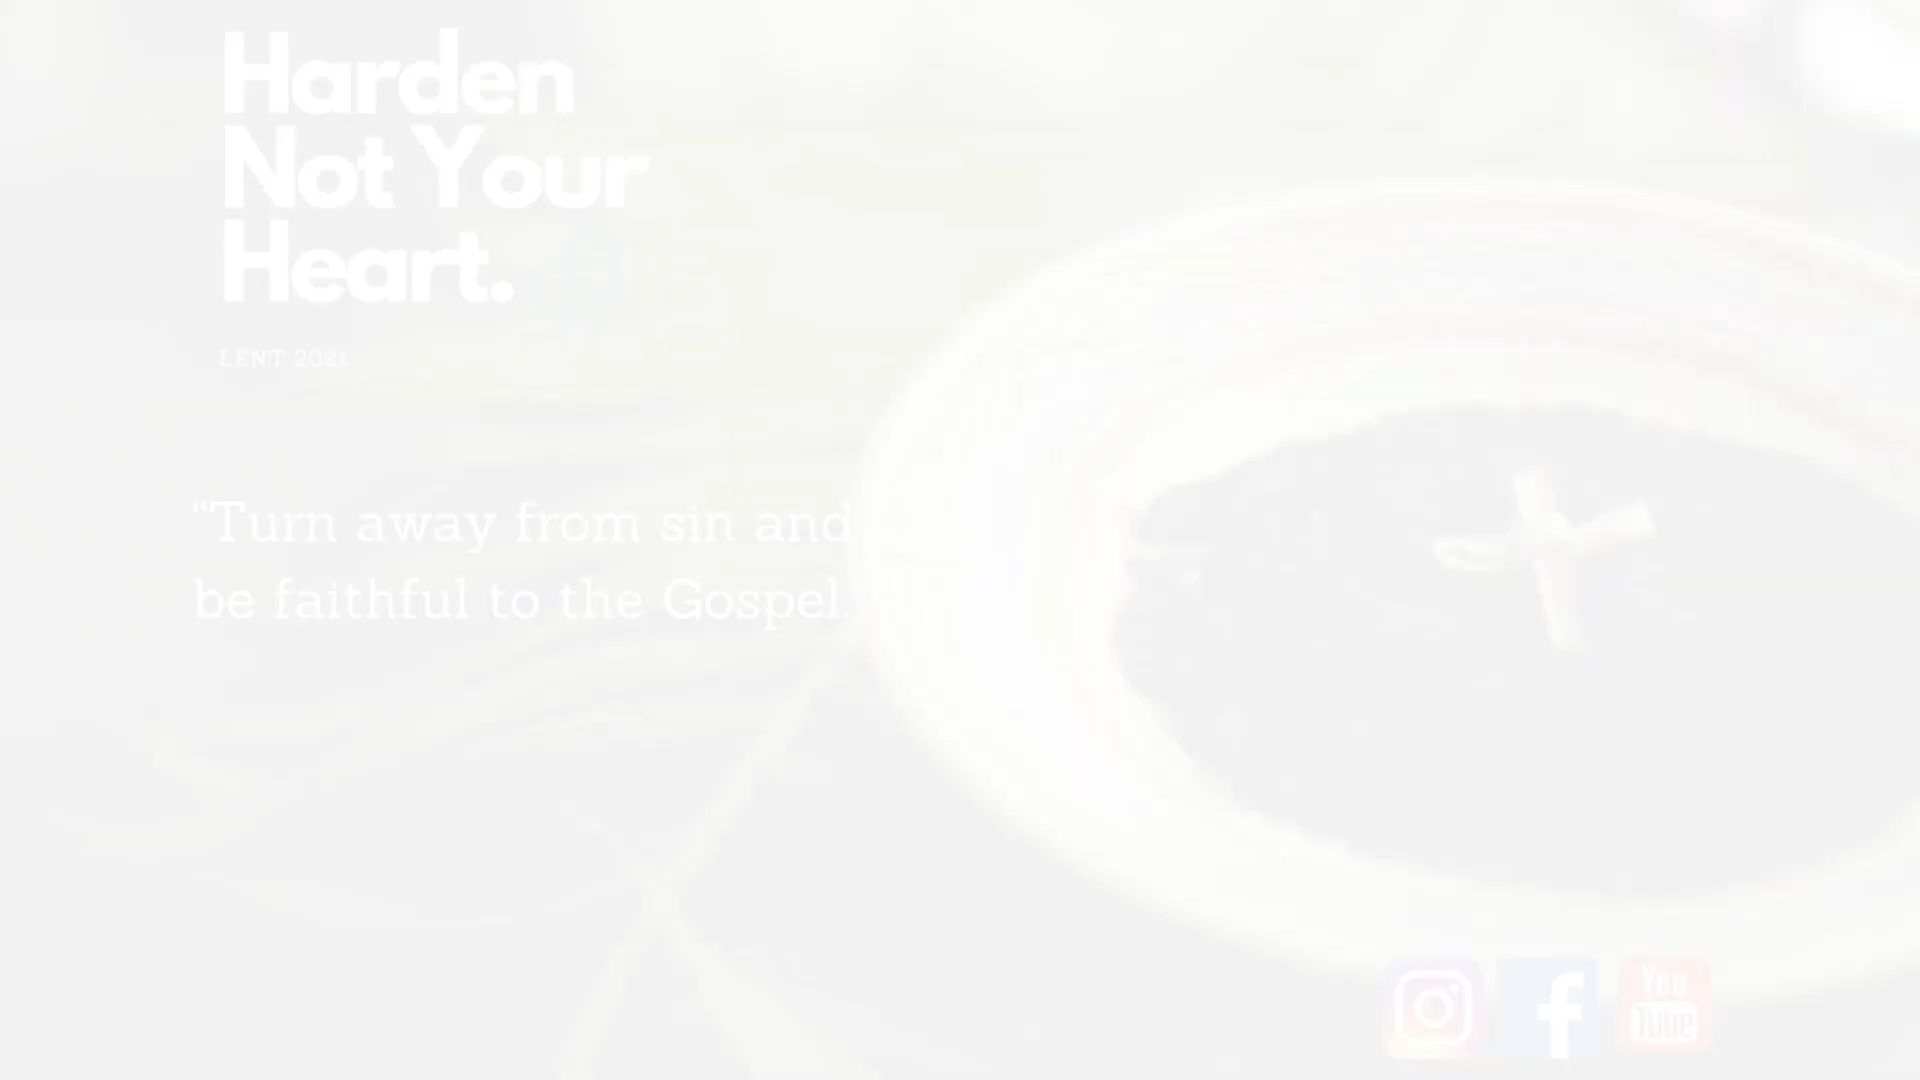 Harden
Not Your
Heart.
LENT 2021
"Turn away from sin and
be faithful to the Gospel.
You
Tube